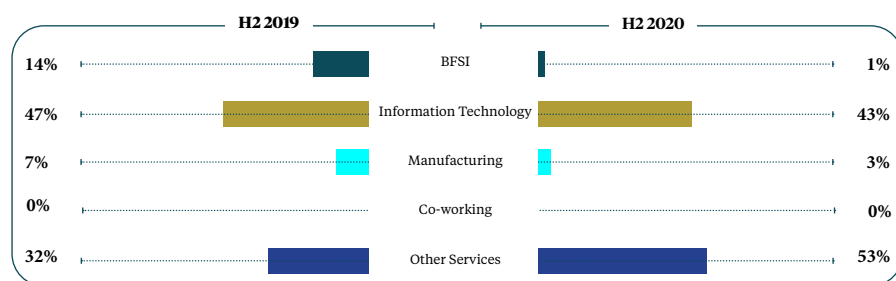 H2 2019 H2 2020
14% BFSI 1%
47% Information Technology 43%
7% Manufacturing 3%
0% Co-working 0%
32% Other Services 53%